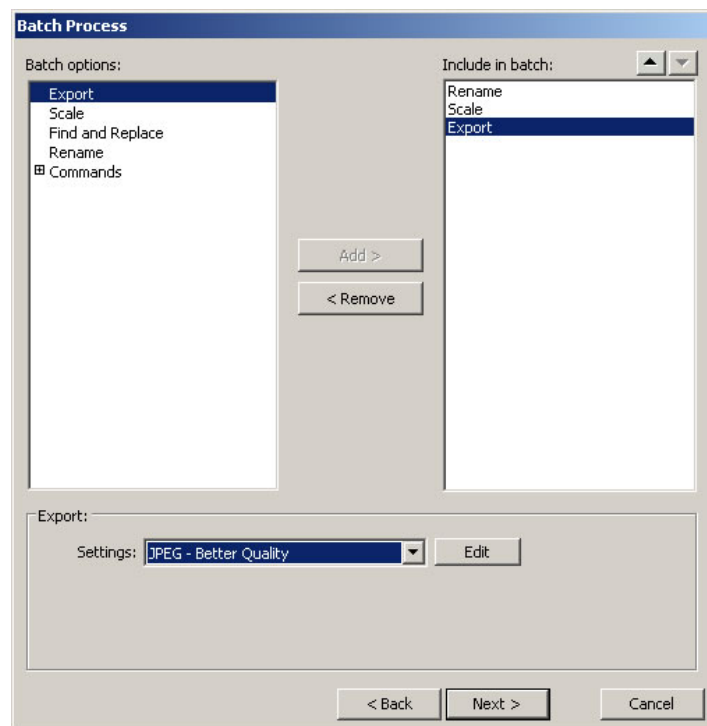 Batch Process
Batch options:
Export
Scale
Find and Replace
Rename
Commands
Add >
< Remove
Include in batch:
Rename
Scale
Export
Export:
Settings: JPEG - Better Quality Edit
< Back Next > Cancel